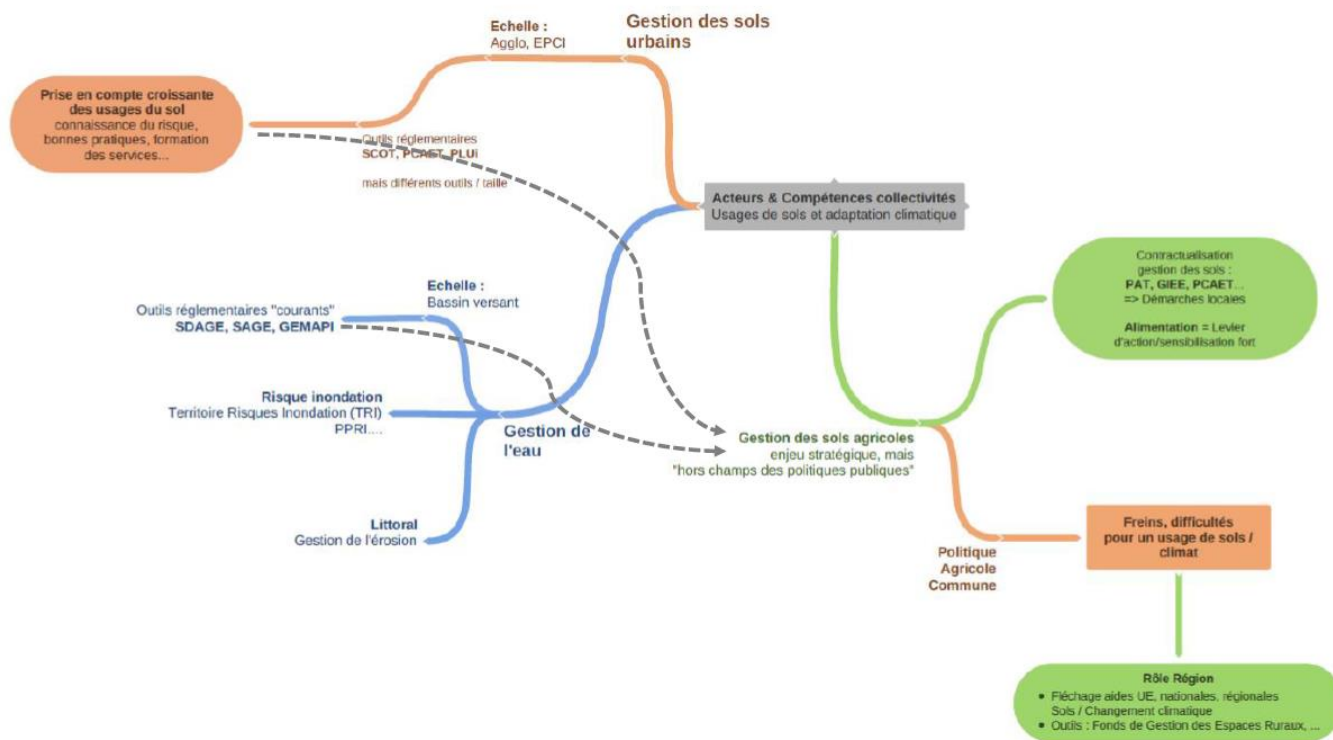 Gestion des sols
urbains
Echelle :
Agglo, EPCI
Prise en compte croissante
des usages du sol
connaissance du risque,
bonnes pratiques, formation
des services...
Outils réglementaires
SCOT, PCAET, PLUi
mais différents outils / taille
Acteurs & Compétences collectivités
Usages de sols et adaptation climatique
Echelle :
Bassin versant
Outils réglementaires "courants"
SDAGE, SAGE, GEMAPI
Risque inondation
Territoire Risques Inondation (TRI)
PPRI....
Gestion de
l'eau
Littoral
Gestion de l'érosion
Contractualisation
gestion des sols :
PAT, GIEE, PCAET...
=> Démarches locales
Alimentation = Levier
d'action/sensibilisation fort
Gestion des sols agricoles
enjeu stratégique, mais
"hors champs des politiques publiques"
Politique
Agricole
Commune
Freins, difficultés
pour un usage de sols /
climat
Rôle Région
• Fléchage aides UE, nationales, régionales
Sols / Changement climatique
• Outils : Fonds de Gestion des Espaces Ruraux, ...